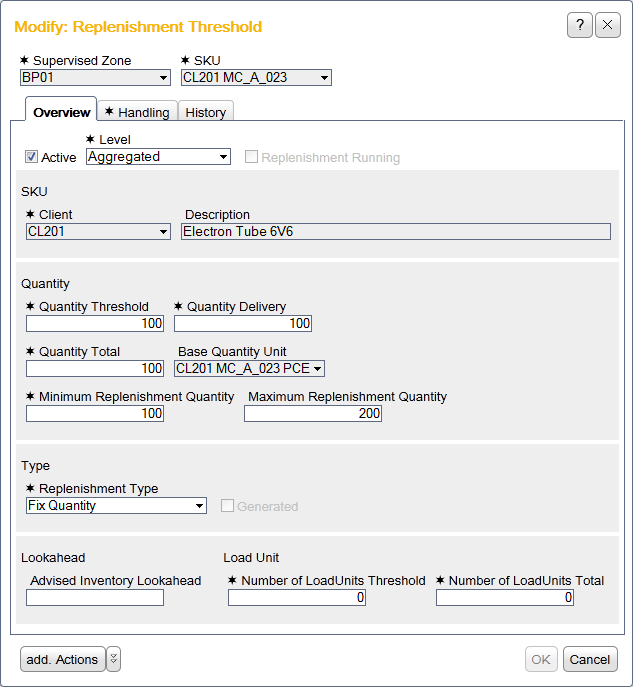 Modify: Replenishment Threshold
?
✶ Supervised Zone ✶ SKU
BP01 CL201 MC_A_023
Overview ✶ Handling History
✶ Level
Active Aggregated Replenishment Running
SKU
✶ Client Description
CL201 Electron Tube 6V6
Quantity
✶ Quantity Threshold ✶ Quantity Delivery
100 100
✶ Quantity Total Base Quantity Unit
100 CL201 MC_A_023 PCE
✶ Minimum Replenishment Quantity Maximum Replenishment Quantity
100 200
Type
✶ Replenishment Type
Fix Quantity Generated
Lookahead Load Unit
Advised Inventory Lookahead ✶ Number of LoadUnits Threshold ✶ Number of LoadUnits Total
0 0
add. Actions OK Cancel